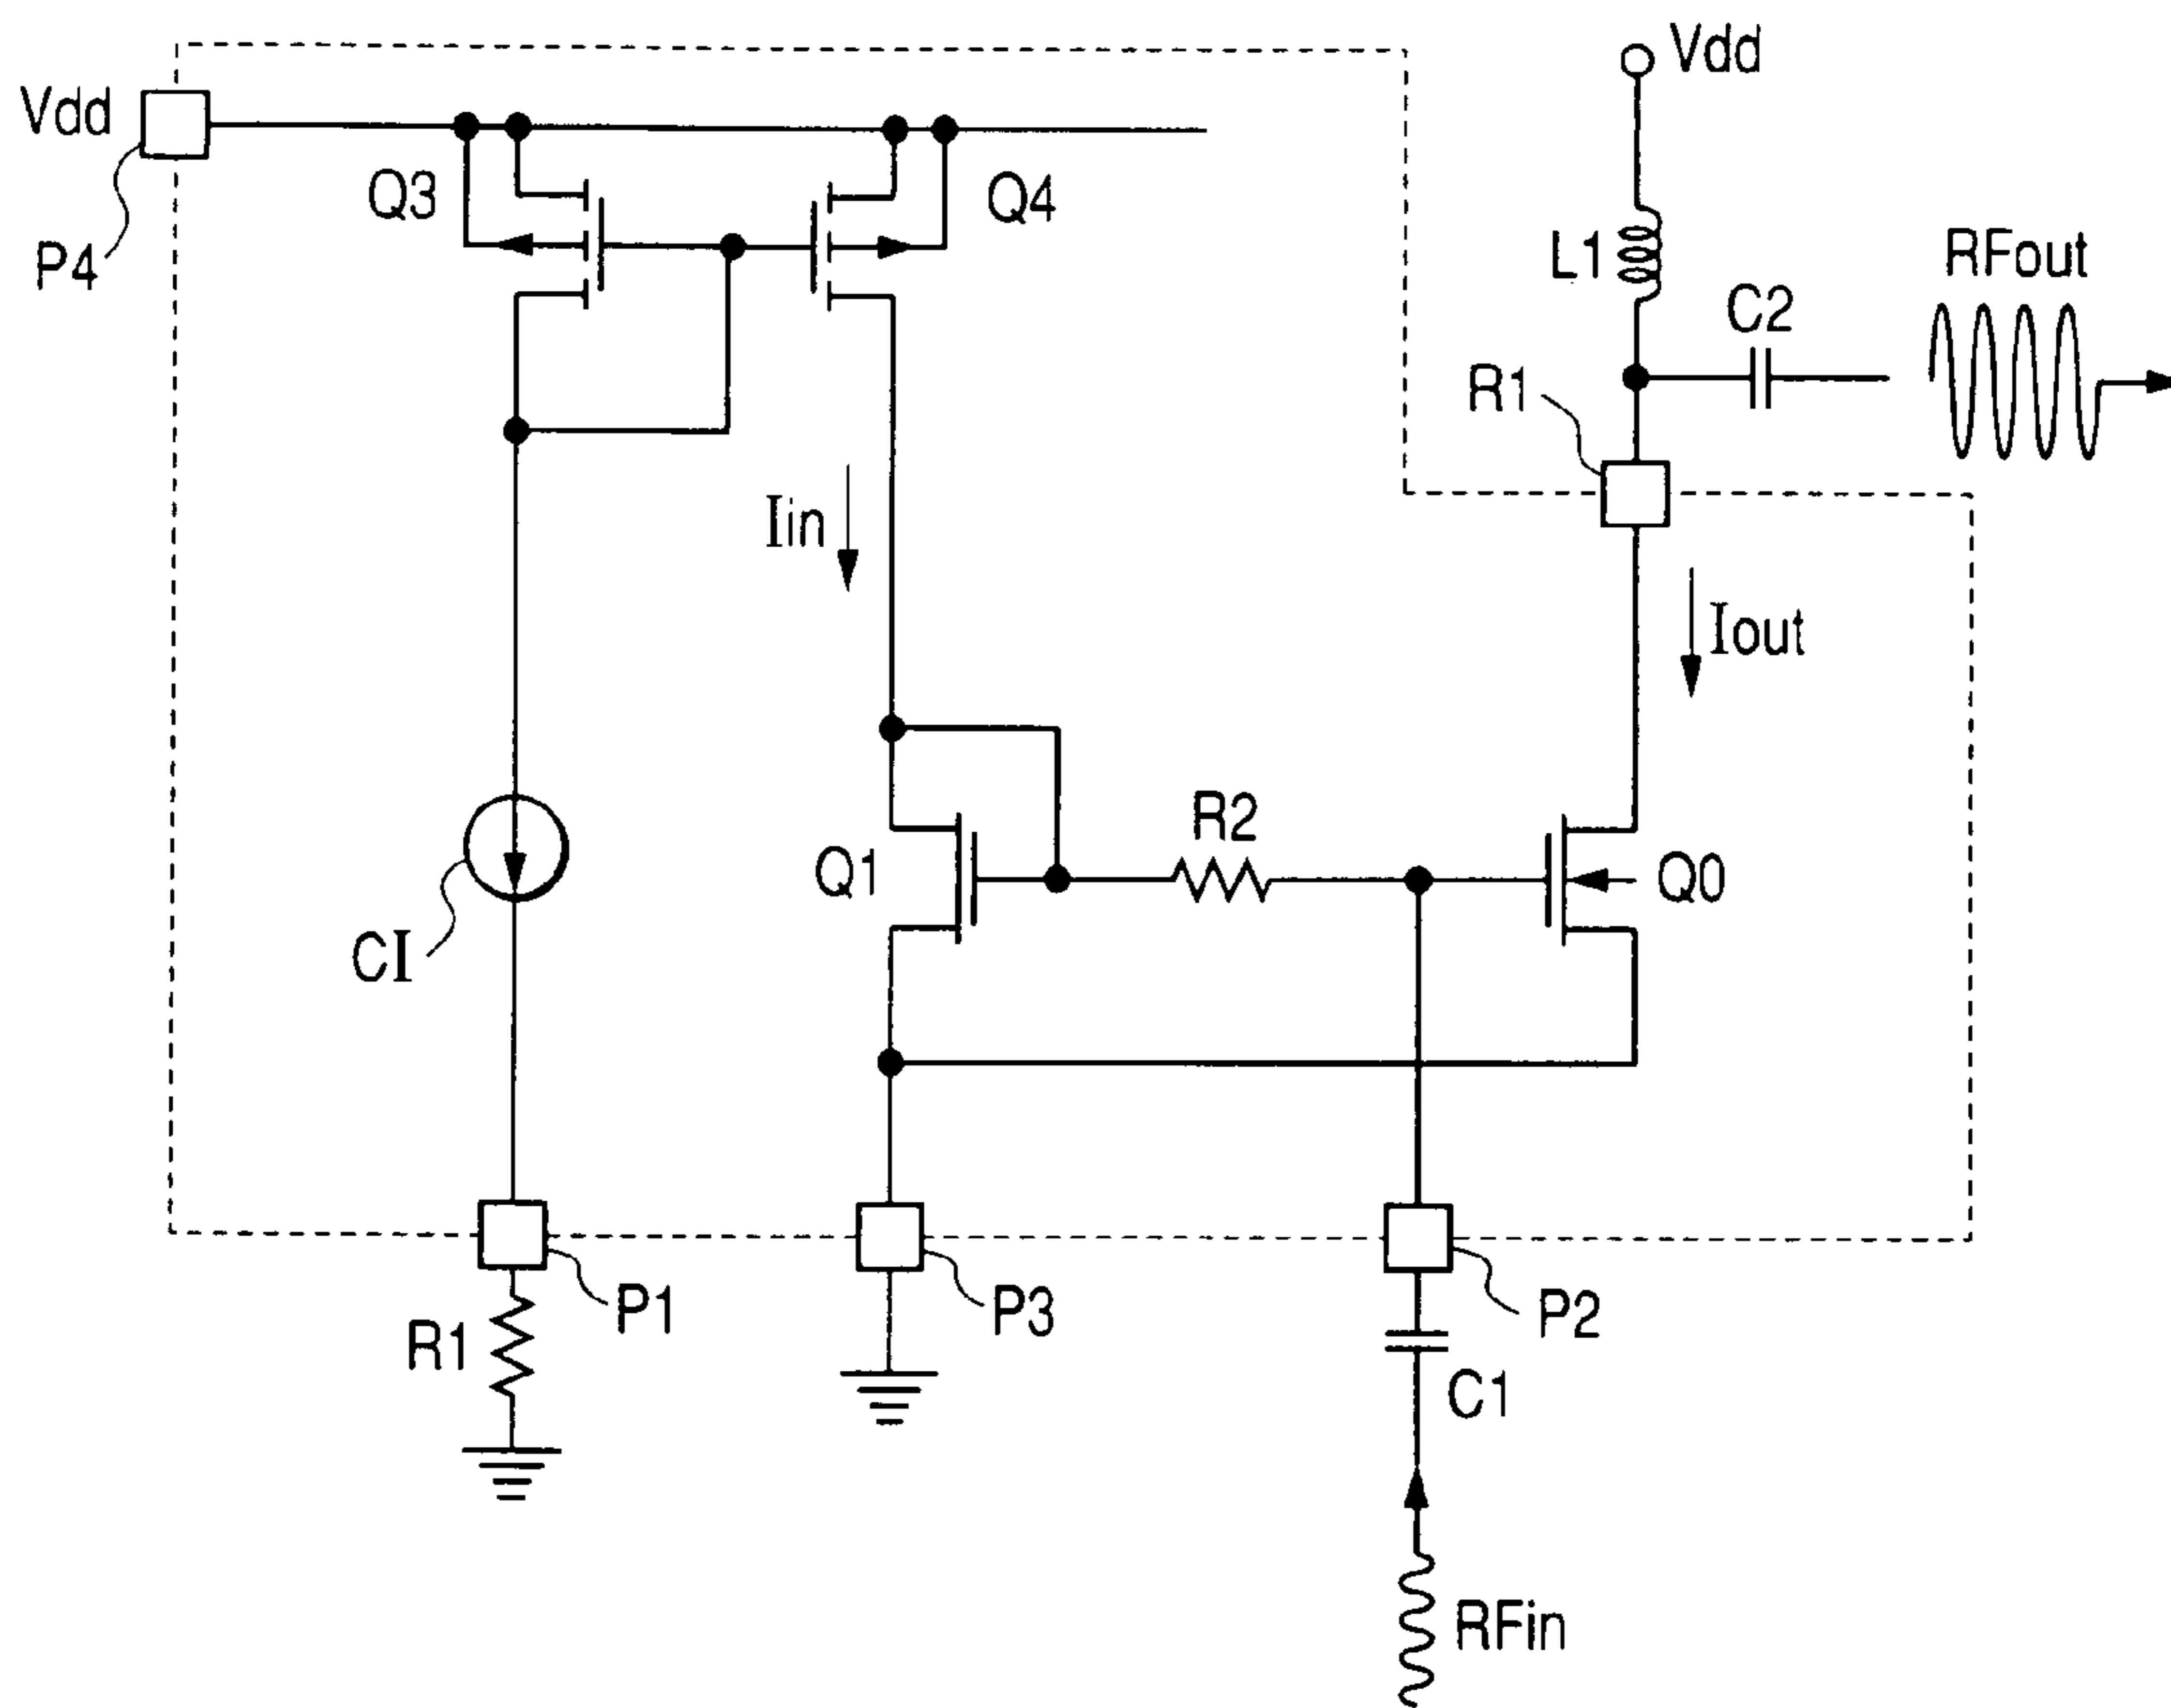 Vdd
Vdd
Q3
Q4
P4
L1
RFout
C2
R1
Iin
Iout
R2
Q1
Q0
CI
P1
P3
P2
R1
C1
RFin